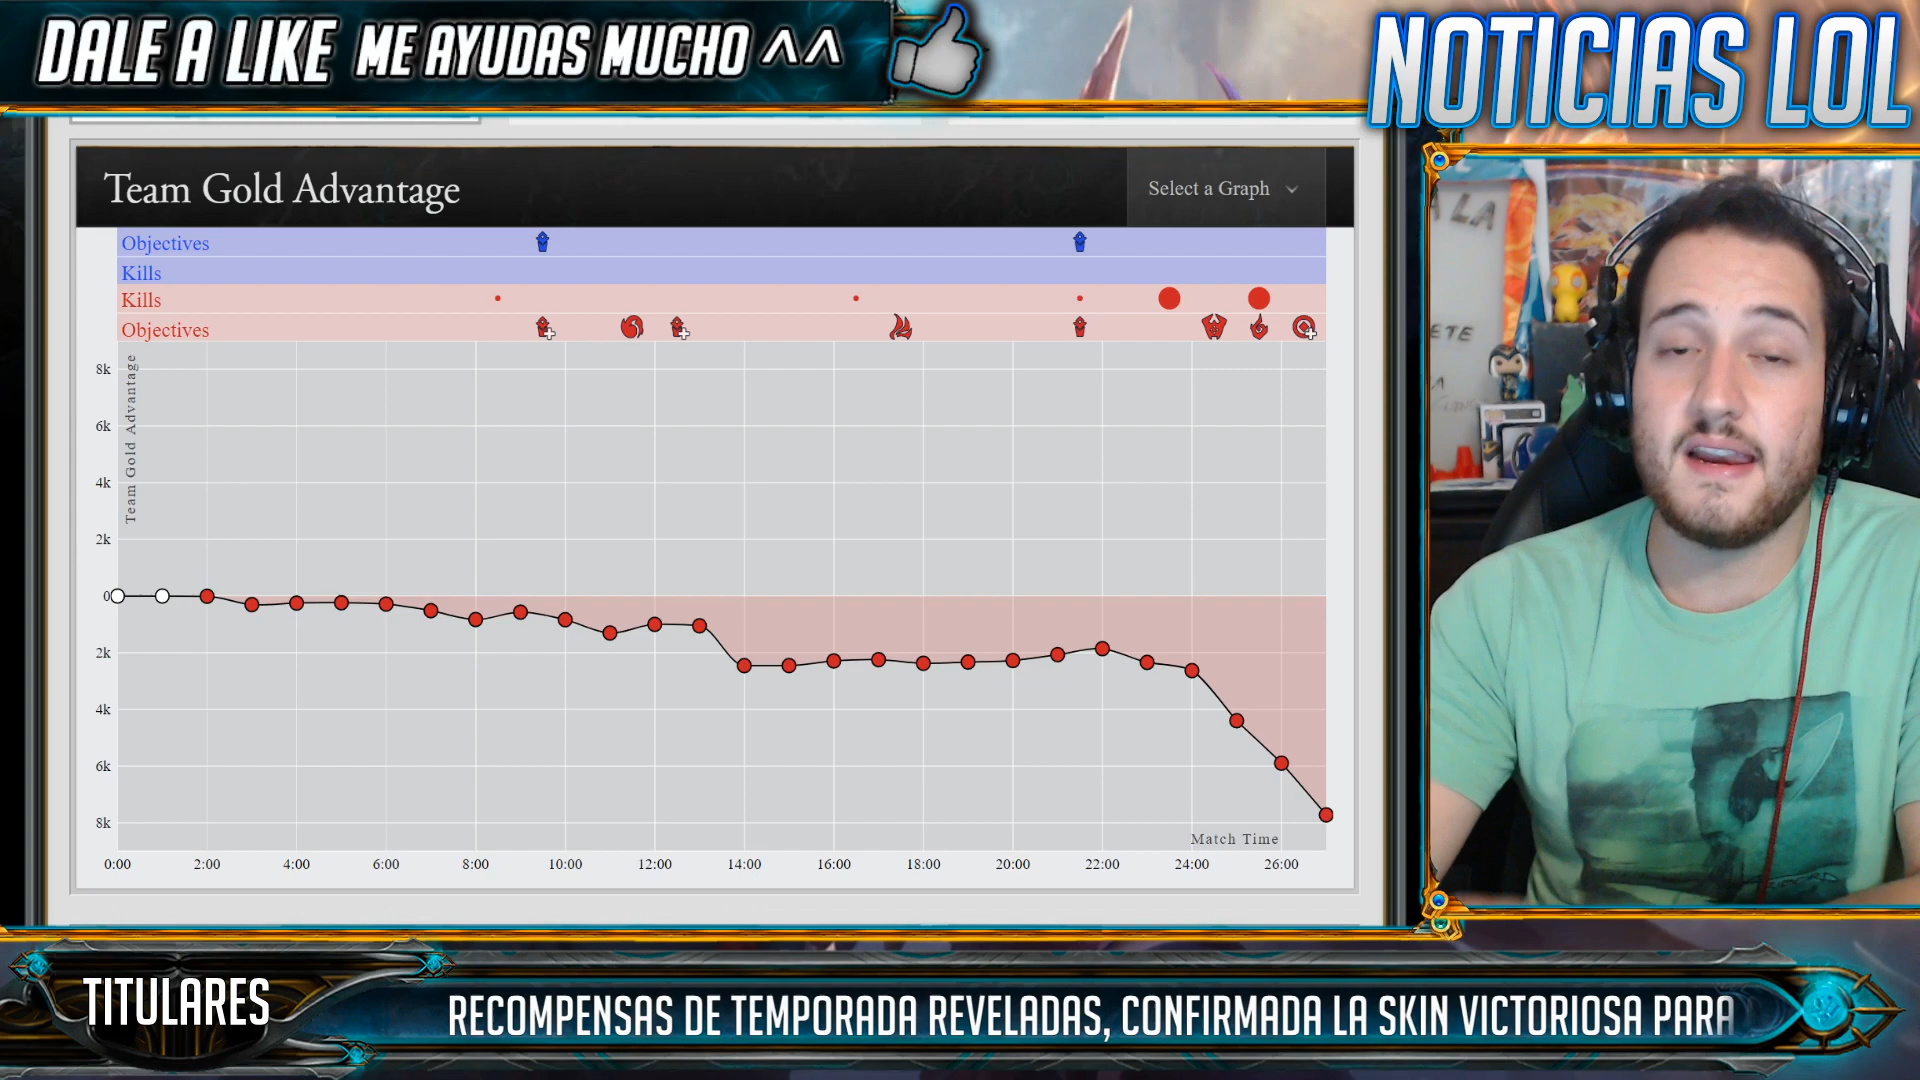 DALE A LIKE ME AYUDAS MUCHO ^^
NOTICIAS LOL
Team Gold Advantage
Select a Graph
Objectives
Kills
Kills
Objectives
Team Gold Advantage
8k
6k
4k
2k
0
2k
4k
6k
8k
Match Time
0:00 2:00 4:00 6:00 8:00 10:00 12:00 14:00 16:00 18:00 20:00 22:00 24:00 26:00
A LA
ETE
A
TITULARES
RECOMPENSAS DE TEMPORADA REVELADAS, CONFIRMADA LA SKIN VICTORIOSA PARA